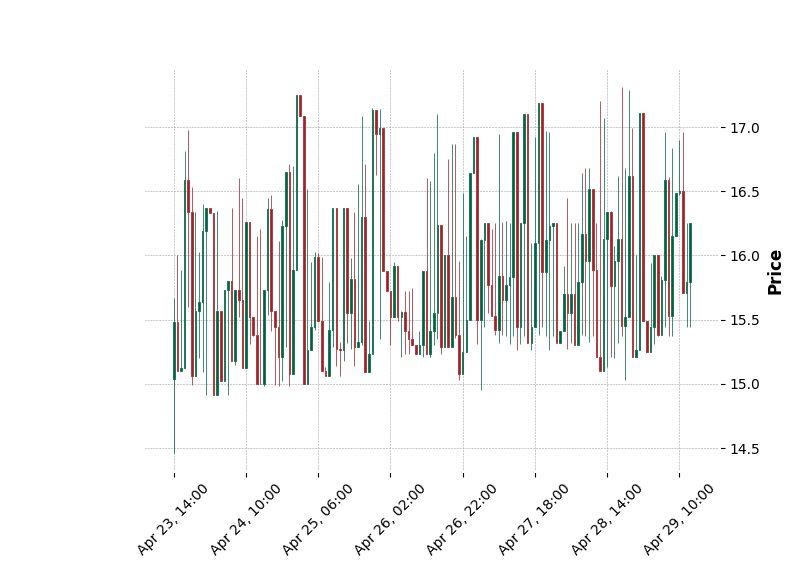 17.0
16.5
16.0
15.5
15.0
14.5
Price
Apr 23, 14:00
Apr 24, 10:00
Apr 25, 06:00
Apr 26, 02:00
Apr 26, 22:00
Apr 27, 18:00
Apr 28, 14:00
Apr 29, 10:00